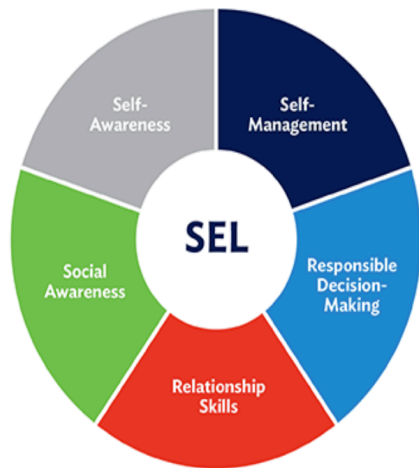 Self-
Awareness
Self-
Management
SEL
Social
Awareness
Responsible
Decision-
Making
Relationship
Skills